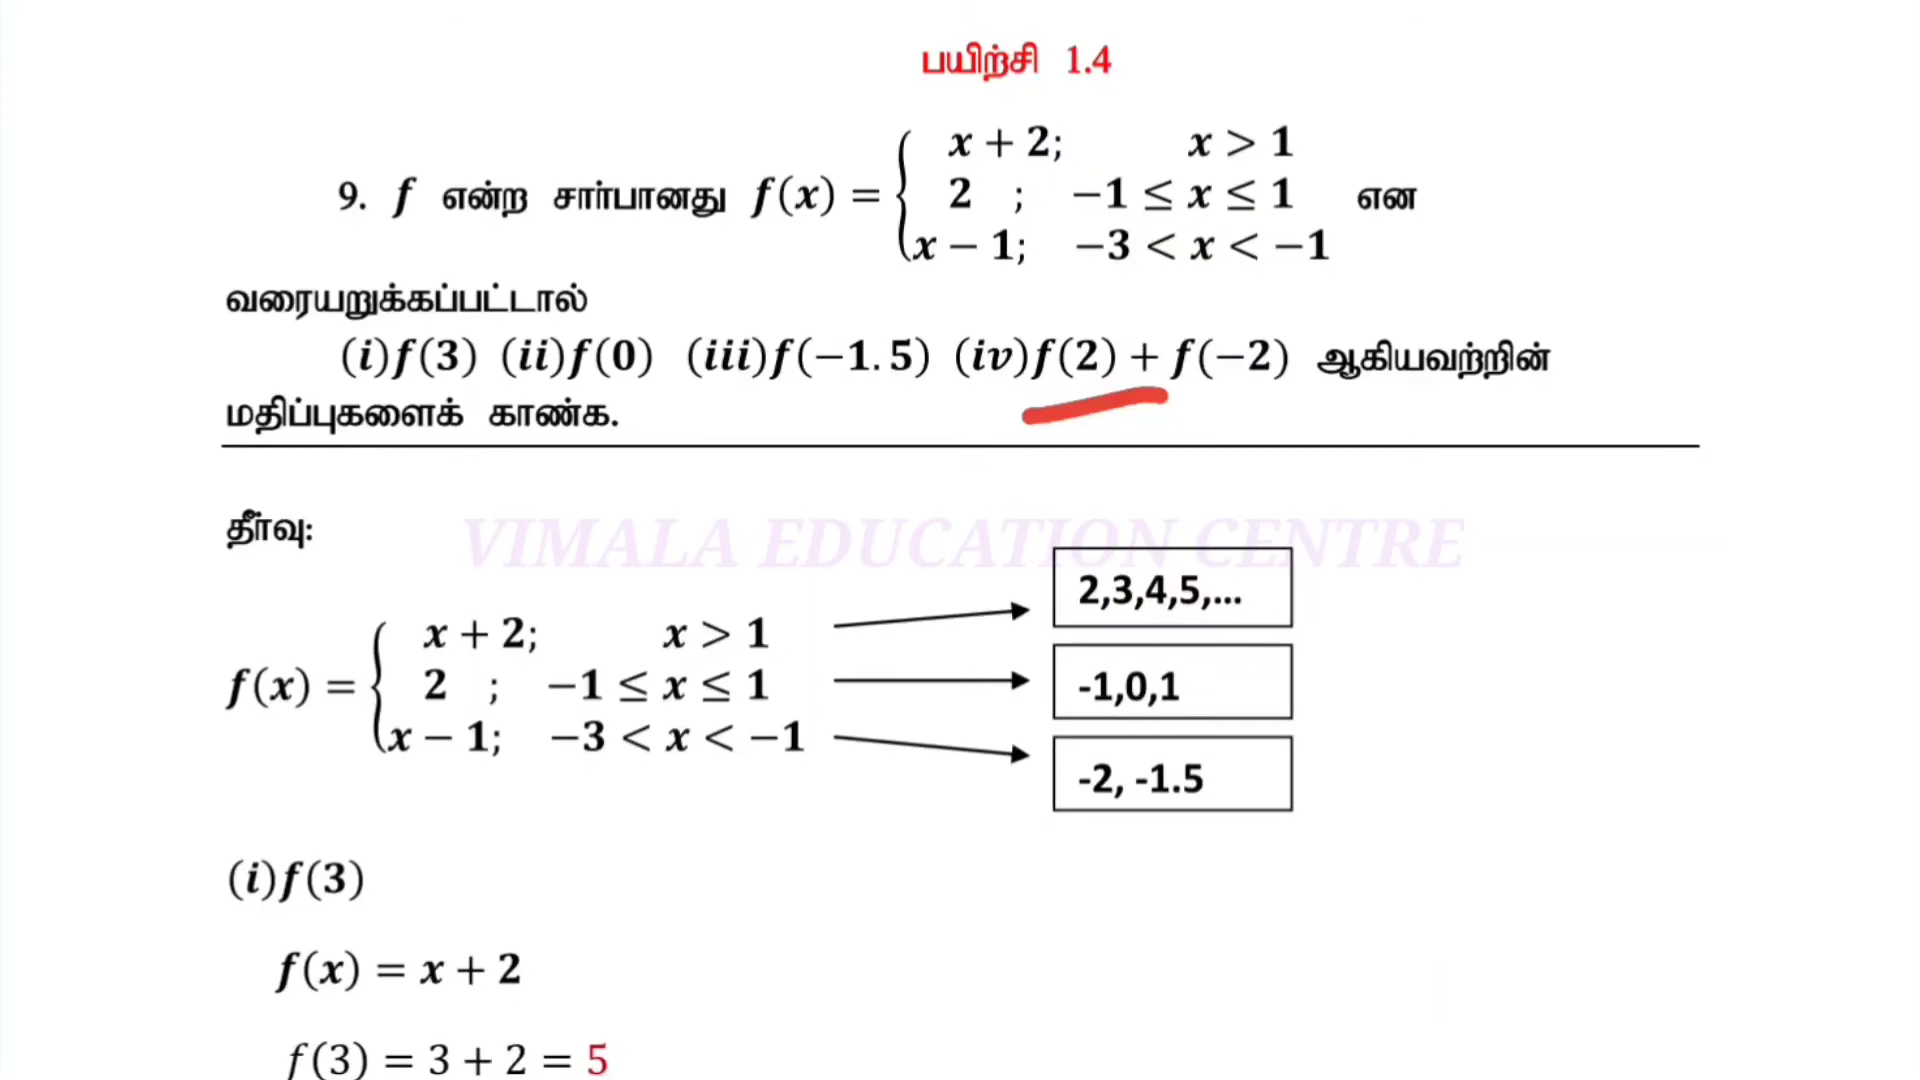 பயிற்சி 1.4
x + 2; x > 1
9. f என்ற சார்பானது f(x) = { 2 ; −1 ≤ x ≤ 1 என
x − 1; −3 < x < −1
வரையறுக்கப்பட்டால்
(i)f(3) (ii)f(0) (iii)f(−1.5) (iv)f(2) + f(−2) ஆகியவற்றின்
மதிப்புகளைக் காண்க.
தீர்வு:
VIMALA EDUCATION CENTRE
2,3,4,5,...
x + 2; x > 1
f(x) = { 2 ; −1 ≤ x ≤ 1
-1,0,1
x − 1; −3 < x < −1
-2, -1.5
(i)f(3)
f(x) = x + 2
f(3) = 3 + 2 = 5